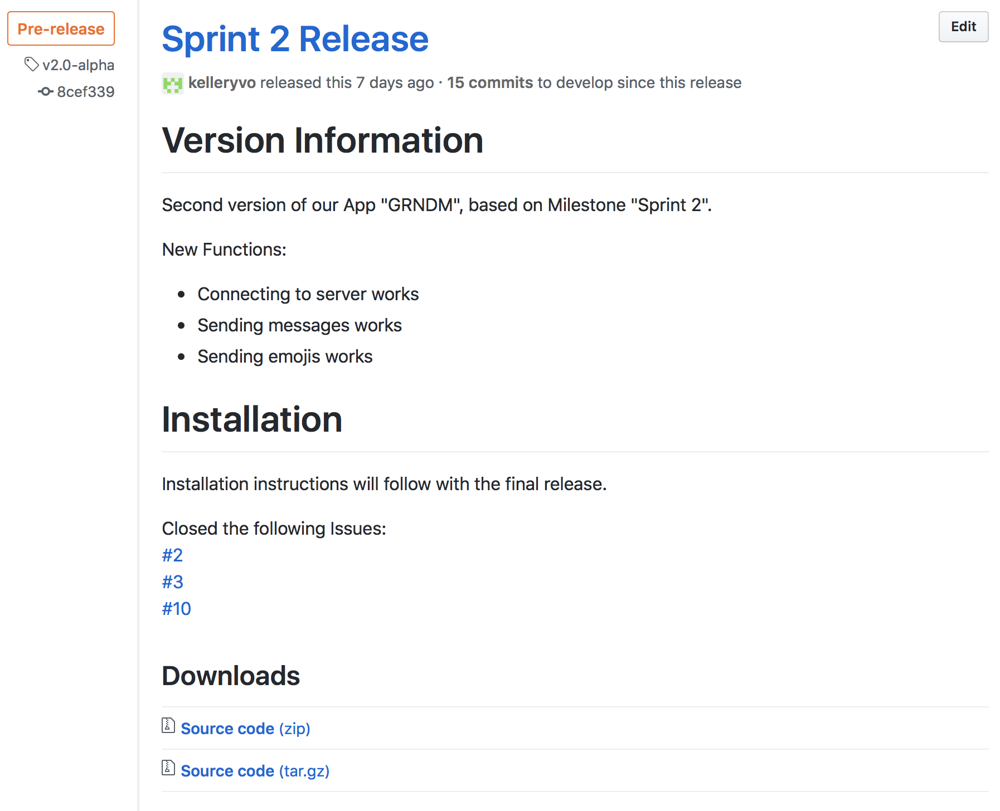 Pre-release
v2.0-alpha
8cef339
Sprint 2 Release
Edit
kelleryvo released this 7 days ago · 15 commits to develop since this release
Version Information
Second version of our App "GRNDM", based on Milestone "Sprint 2".
New Functions:
• Connecting to server works
• Sending messages works
• Sending emojis works
Installation
Installation instructions will follow with the final release.
Closed the following Issues:
#2
#3
#10
Downloads
Source code (zip)
Source code (tar.gz)